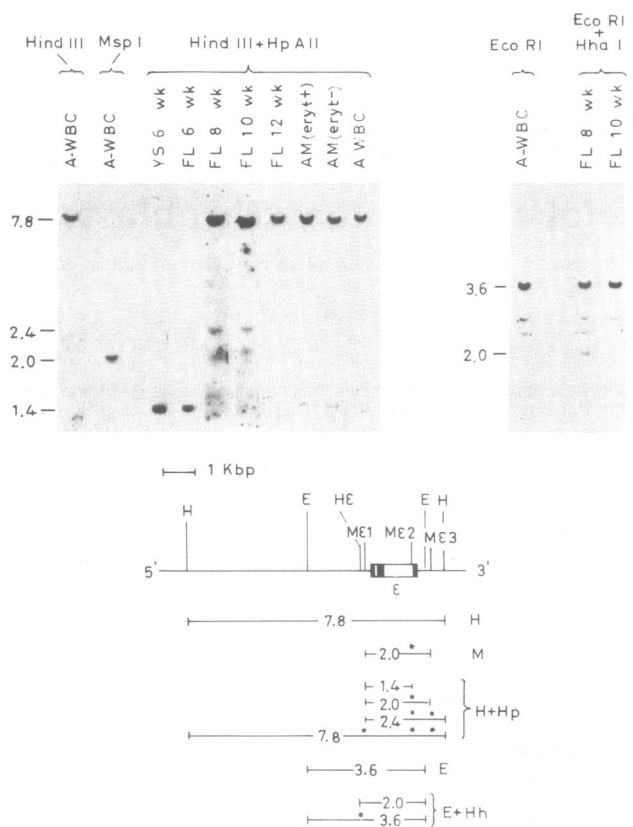 Hind III
Msp I
Hind III + Hp A II
Eco RI
Eco RI
+
Hha I
A-WBC
A-WBC
YS 6 wk
FL 6 wk
FL 8 wk
FL 10 wk
FL 12 wk
AM (eryt+)
AM (eryt-)
A WBC
A-WBC
FL 8 wk
FL 10 wk
7.8
2.4
2.0
1.4
3.6
2.0
1 Kbp
H E Hε E H
Mε1 Mε2 Mε3
5' 3'
ε
7.8 H
*
2.0 M
1.4
*
2.0
* *
2.4 H+Hp
* * *
7.8
3.6 E
2.0
*
3.6 E+Hh